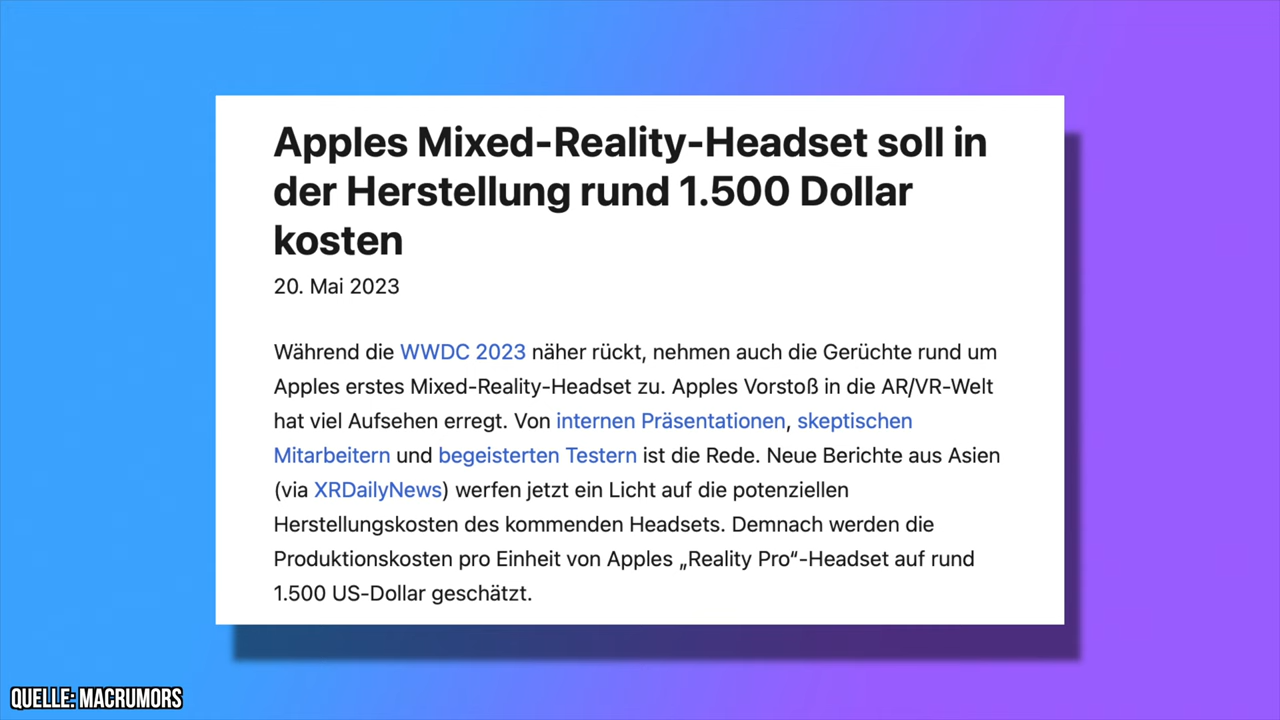 Apples Mixed-Reality-Headset soll in
der Herstellung rund 1.500 Dollar
kosten
20. Mai 2023
Während die WWDC 2023 näher rückt, nehmen auch die Gerüchte rund um
Apples erstes Mixed-Reality-Headset zu. Apples Vorstoß in die AR/VR-Welt
hat viel Aufsehen erregt. Von internen Präsentationen, skeptischen
Mitarbeitern und begeisterten Testern ist die Rede. Neue Berichte aus Asien
(via XRDailyNews) werfen jetzt ein Licht auf die potenziellen
Herstellungskosten des kommenden Headsets. Demnach werden die
Produktionskosten pro Einheit von Apples „Reality Pro“-Headset auf rund
1.500 US-Dollar geschätzt.
QUELLE: MACRUMORS